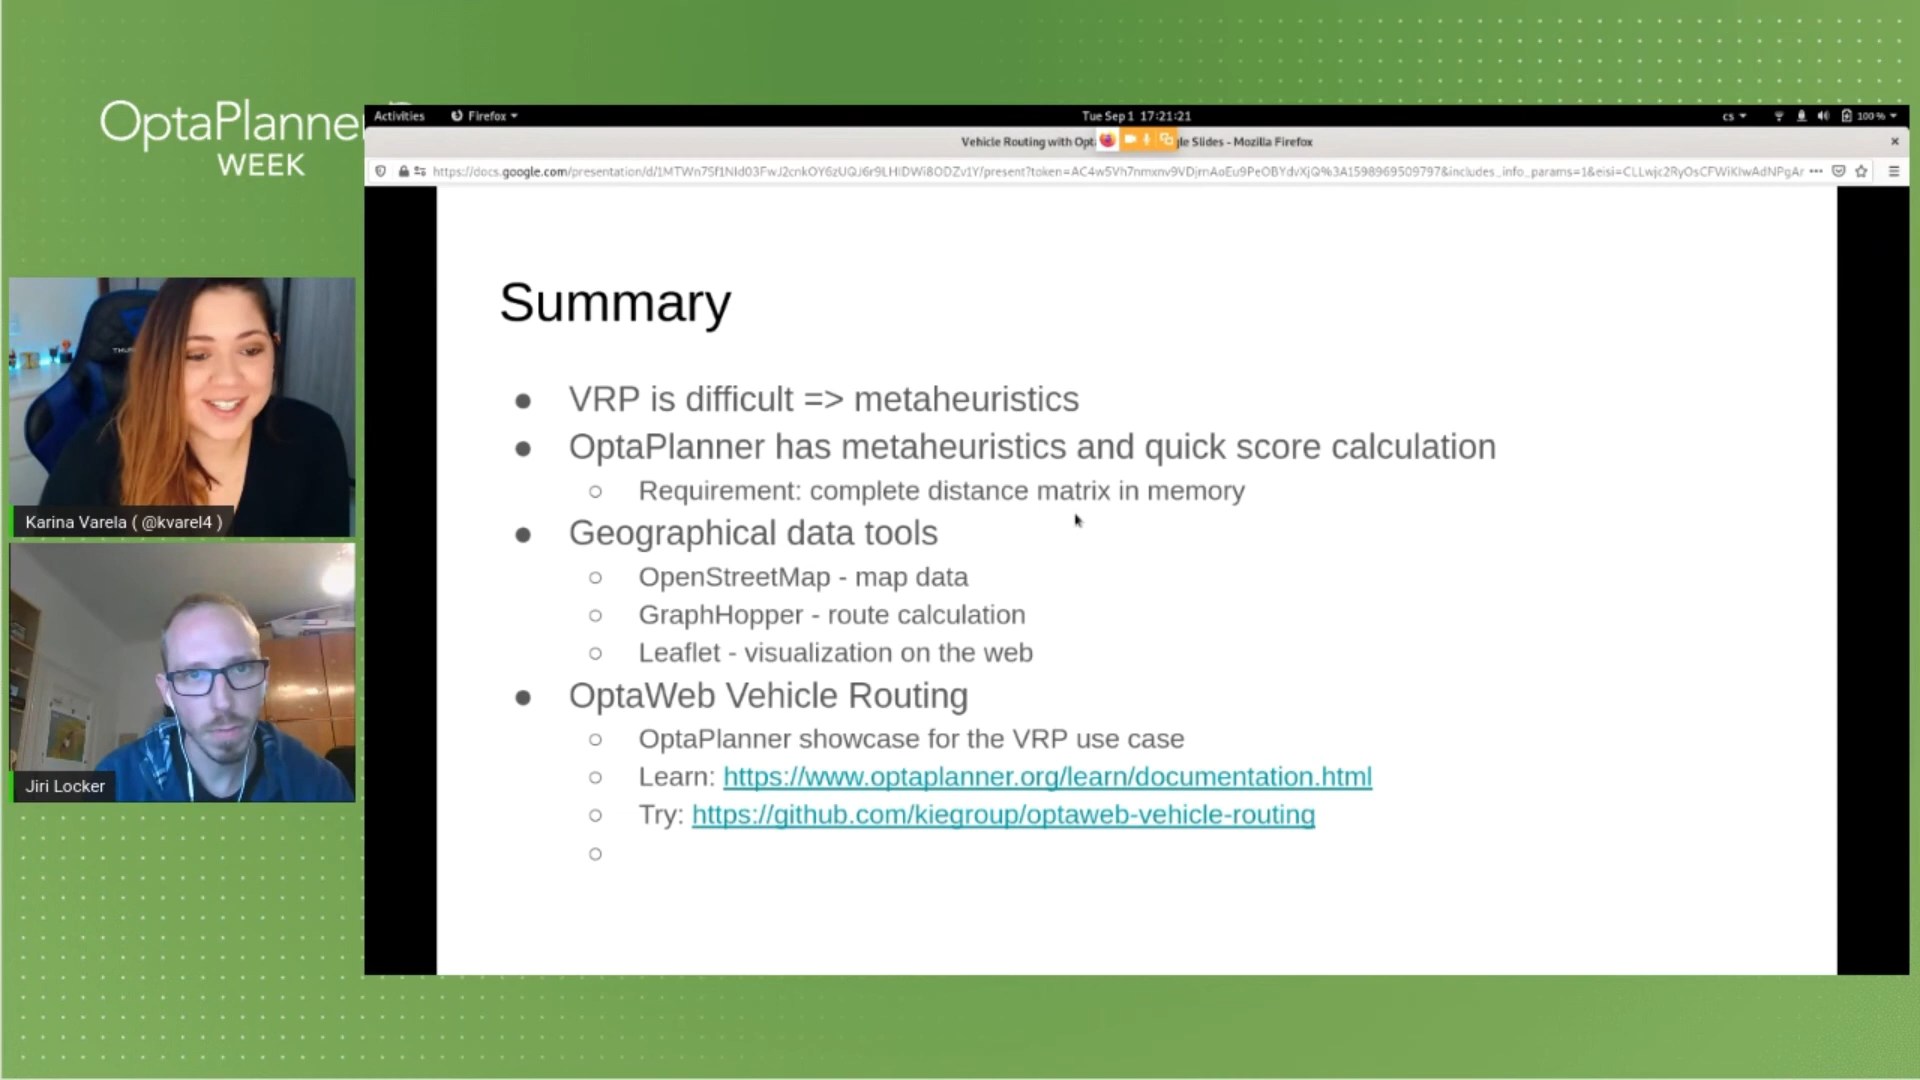 OptaPlanner
WEEK
Activities
Firefox
Tue Sep 1 17:21:21
cs
100 %
Vehicle Routing with Opt
gle Slides - Mozilla Firefox
Summary
● VRP is difficult => metaheuristics
● OptaPlanner has metaheuristics and quick score calculation
○ Requirement: complete distance matrix in memory
● Geographical data tools
○ OpenStreetMap - map data
○ GraphHopper - route calculation
○ Leaflet - visualization on the web
● OptaWeb Vehicle Routing
○ OptaPlanner showcase for the VRP use case
○ Learn: https://www.optaplanner.org/learn/documentation.html
○ Try: https://github.com/kiegroup/optaweb-vehicle-routing
○
Karina Varela ( @kvarel4 )
Jiri Locker